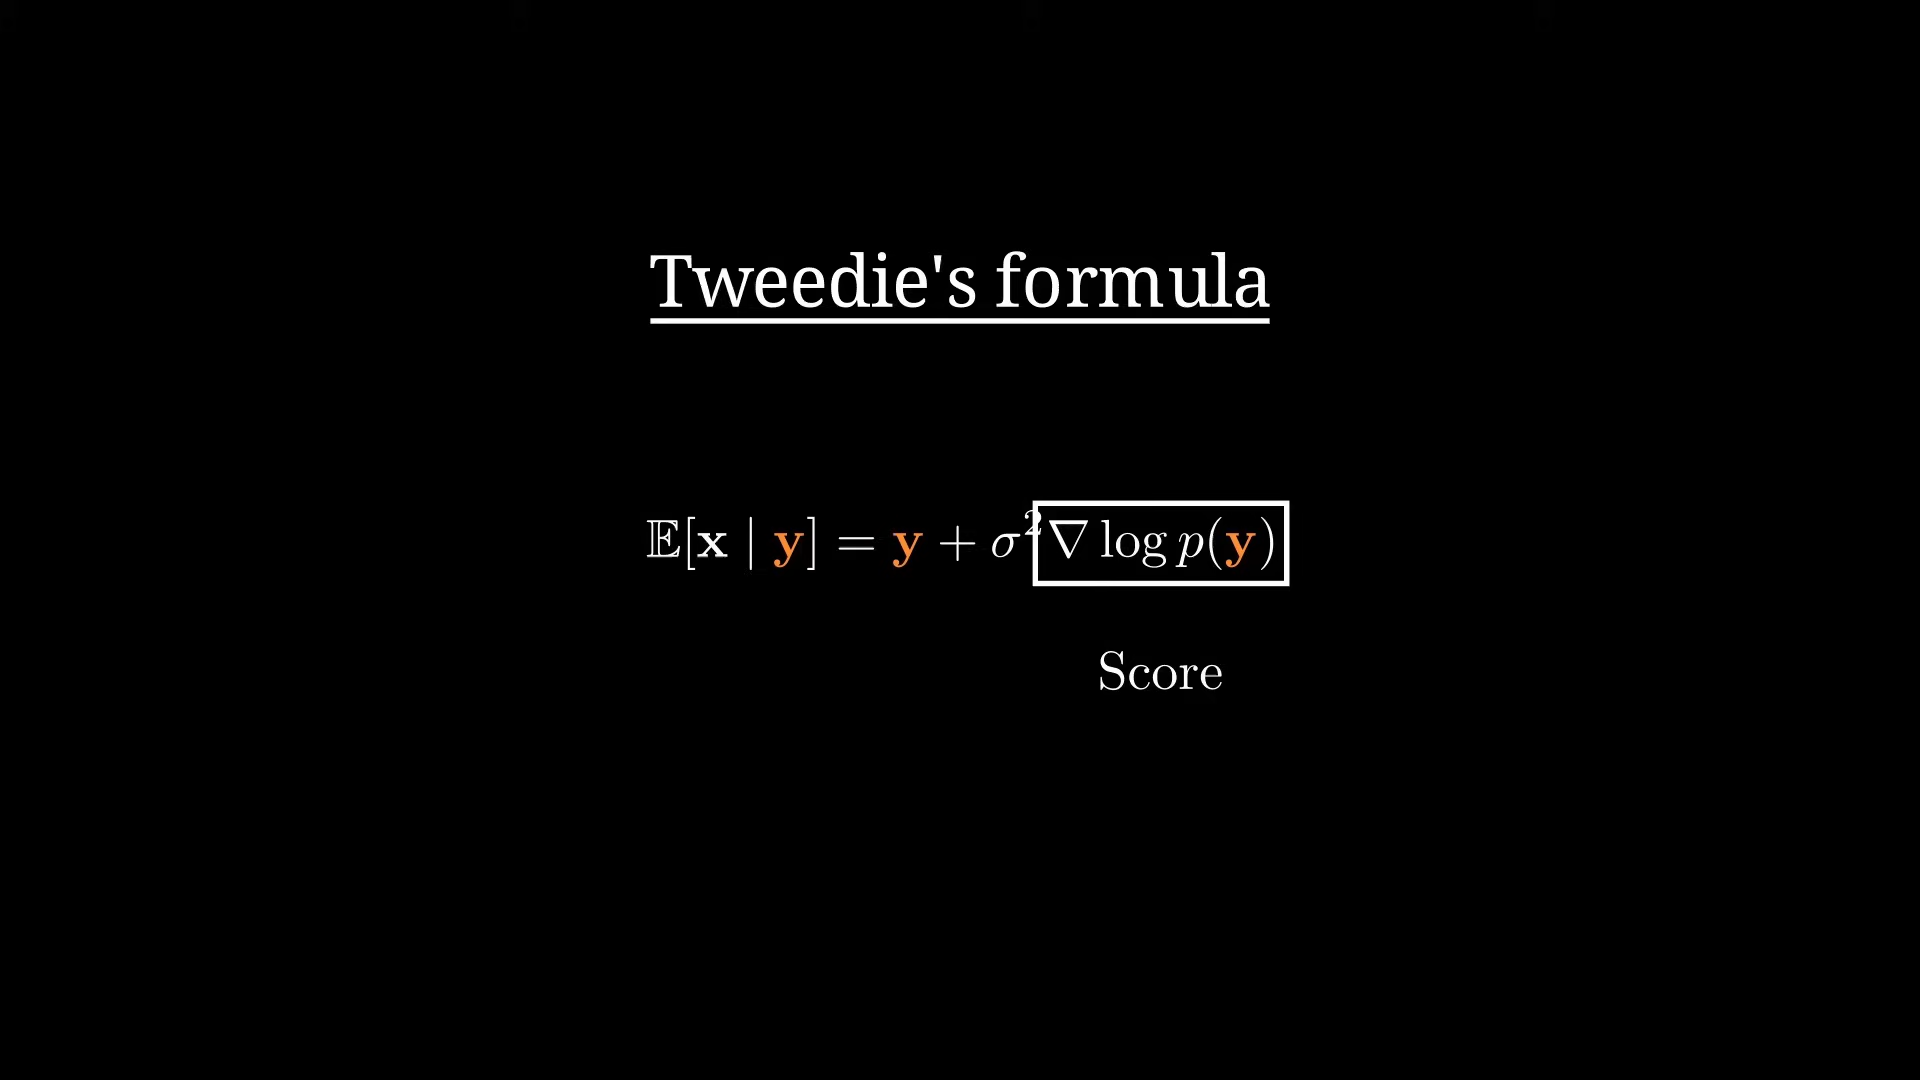 Tweedie's formula
𝔼[𝐱 | 𝐲] = 𝐲 + σ²∇ log p(𝐲)
Score